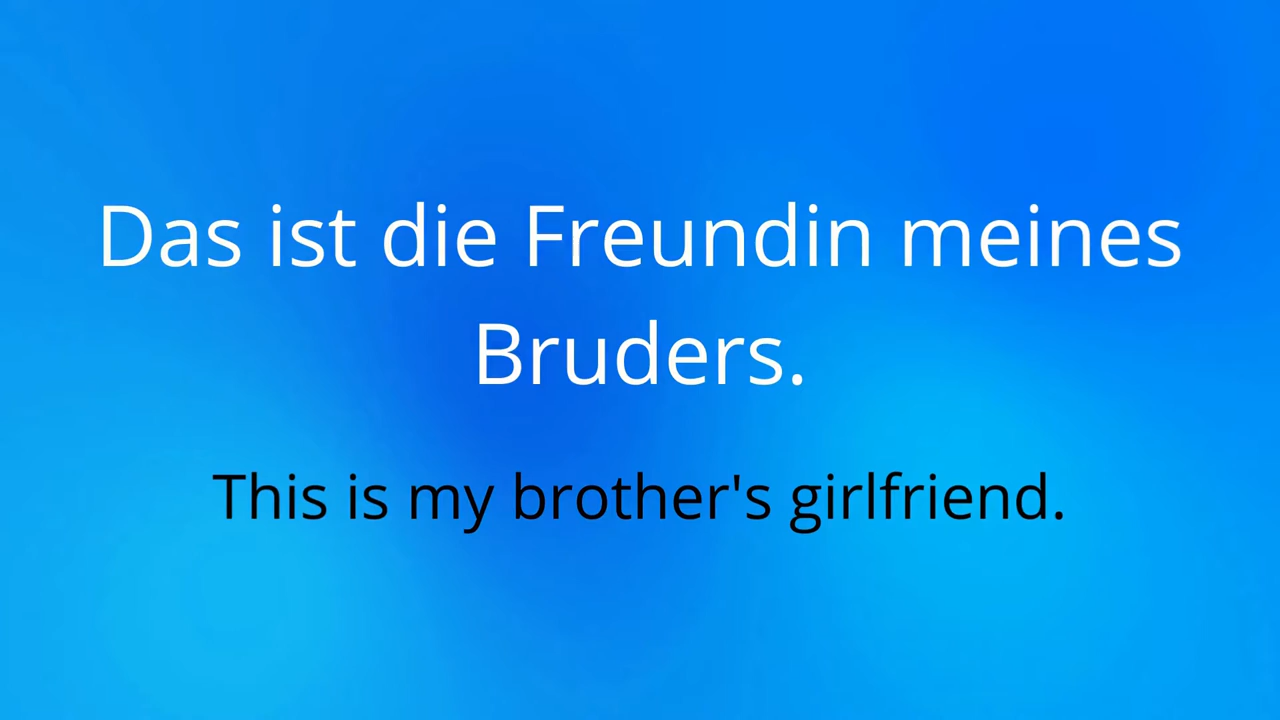 Das ist die Freundin meines
Bruders.
This is my brother's girlfriend.